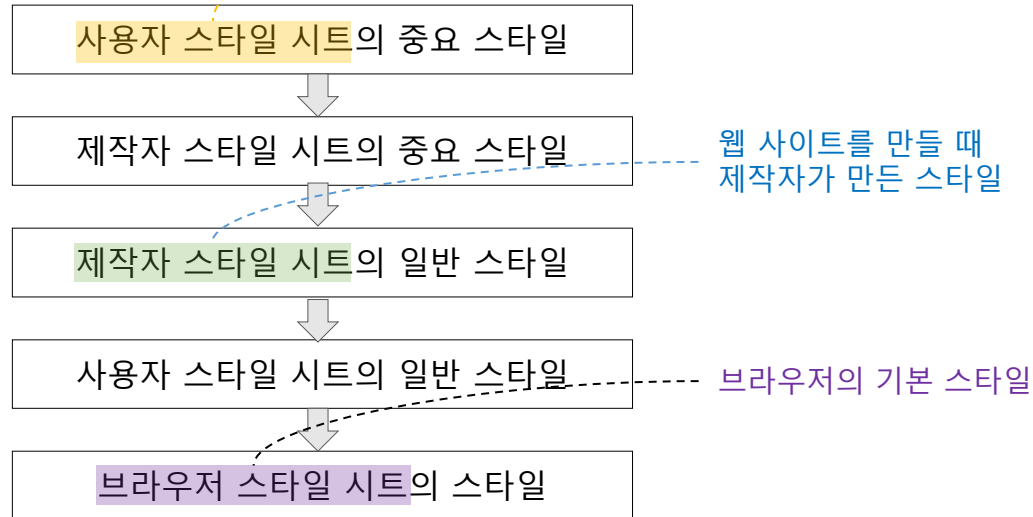 사용자 스타일 시트의 중요 스타일
제작자 스타일 시트의 중요 스타일
웹 사이트를 만들 때
제작자가 만든 스타일
제작자 스타일 시트의 일반 스타일
사용자 스타일 시트의 일반 스타일
브라우저의 기본 스타일
브라우저 스타일 시트의 스타일